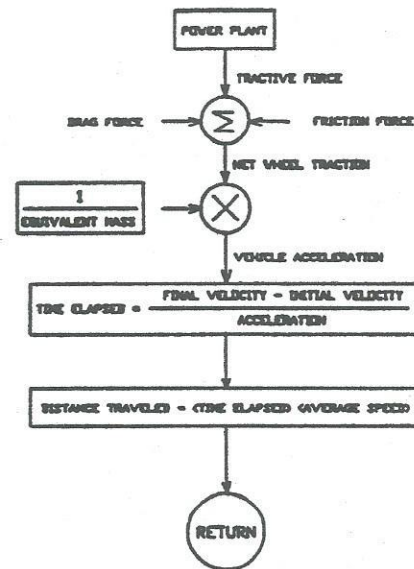 POWER PLANT
TRACTIVE FORCE
DRAG FORCE
Σ
FRICTION FORCE
NET WHEEL TRACTION
1
EQUIVALENT MASS
X
VEHICLE ACCELERATION
FINAL VELOCITY - INITIAL VELOCITY
TIME ELAPSED =
ACCELERATION
DISTANCE TRAVELED = (TIME ELAPSED) (AVERAGE SPEED)
RETURN